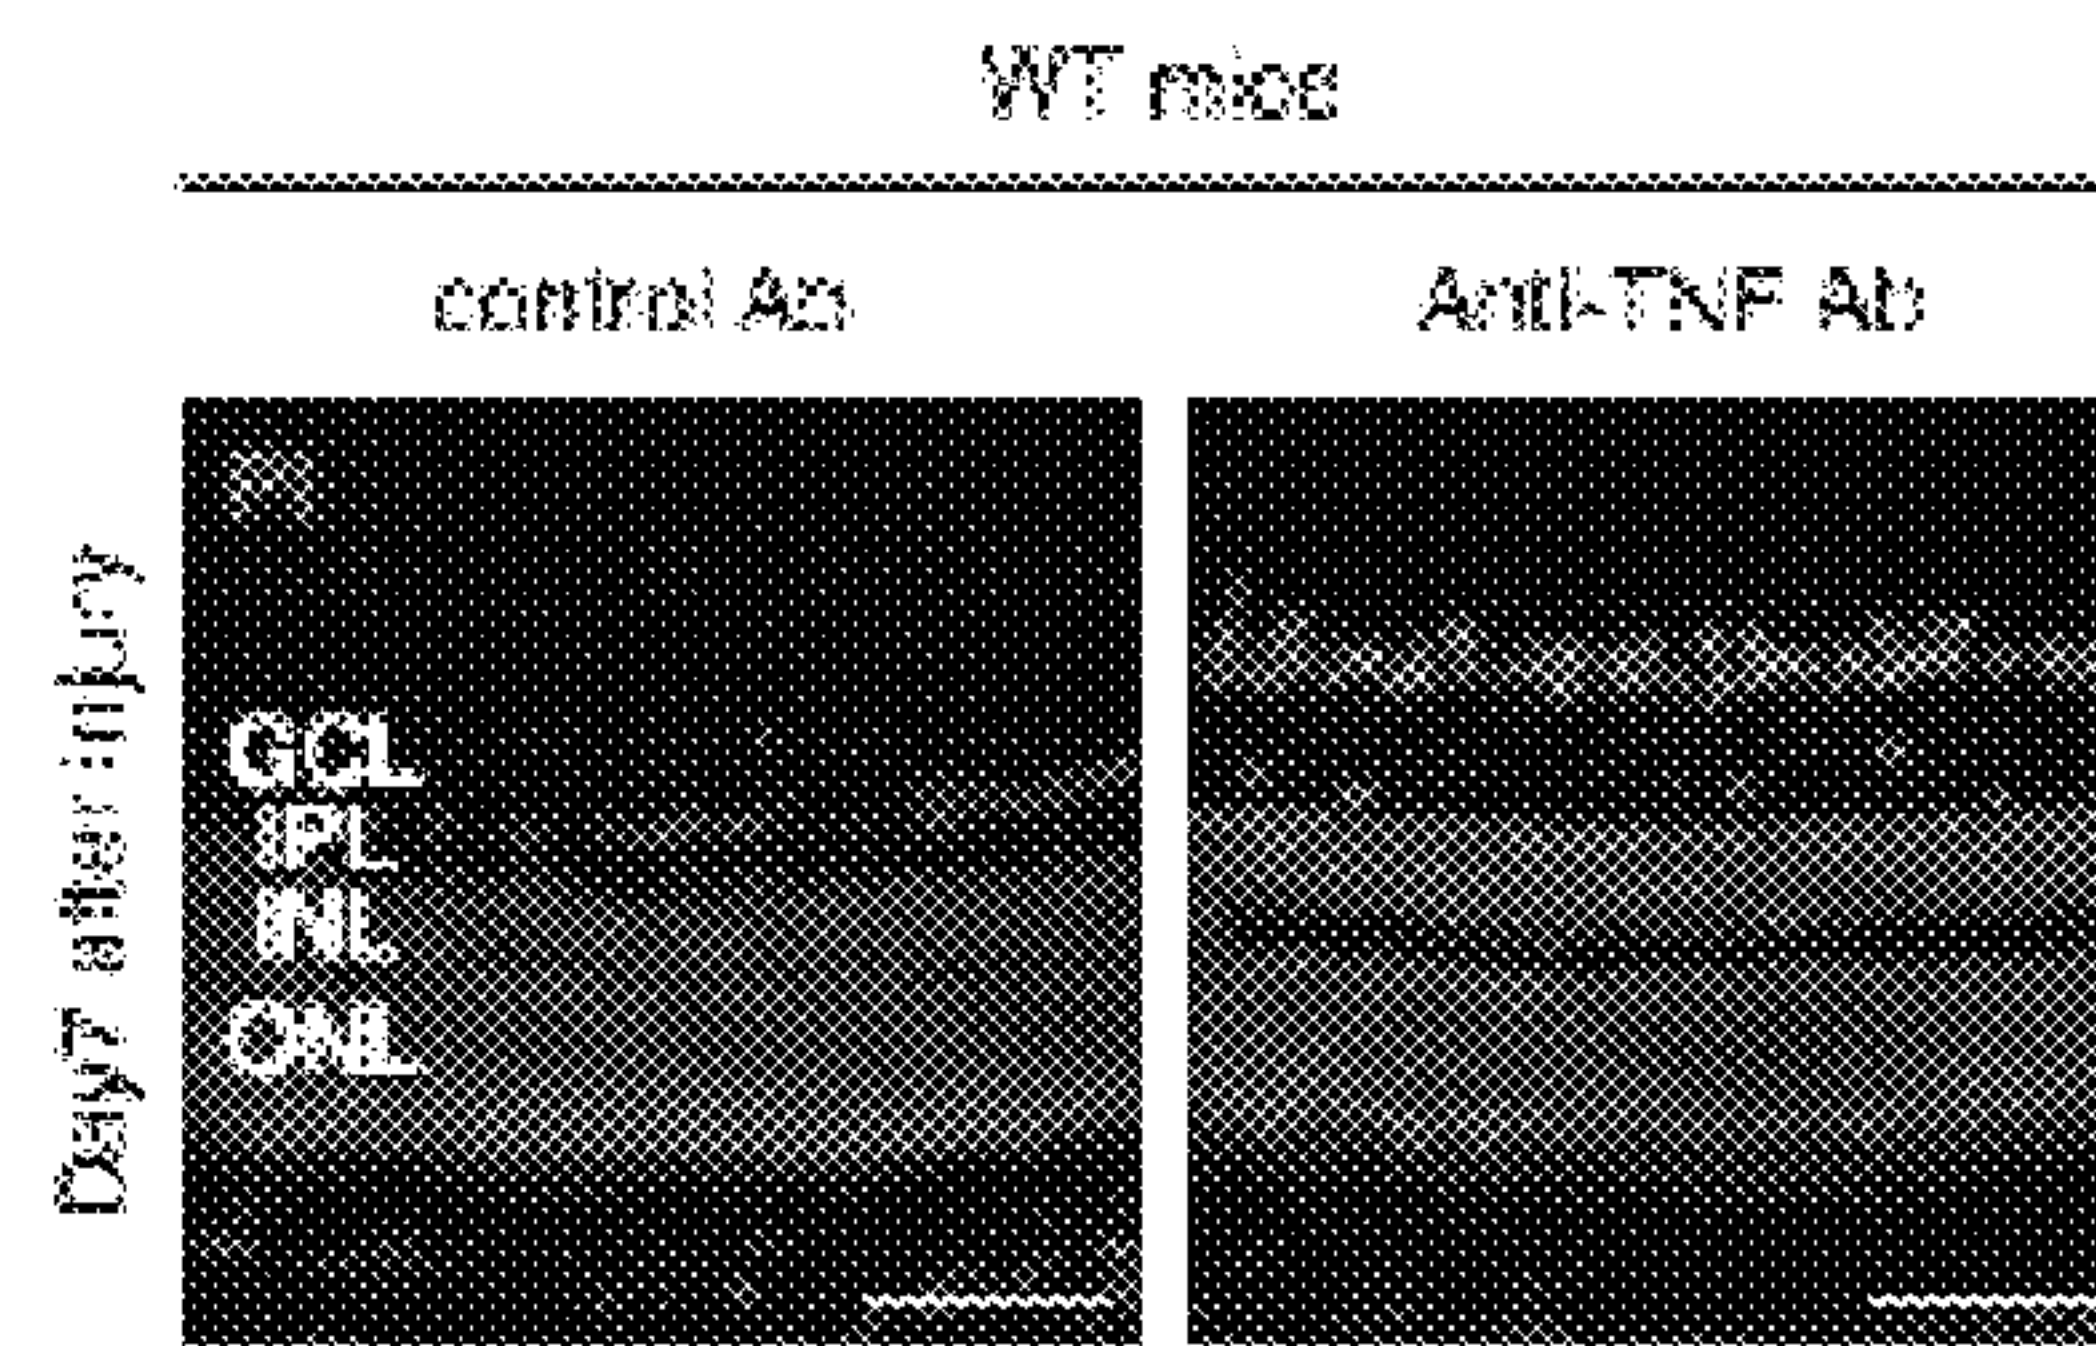 WT mice
control Ab
Anti-TNF Ab
Day7 after injury
GCL
IPL
INL
ONL